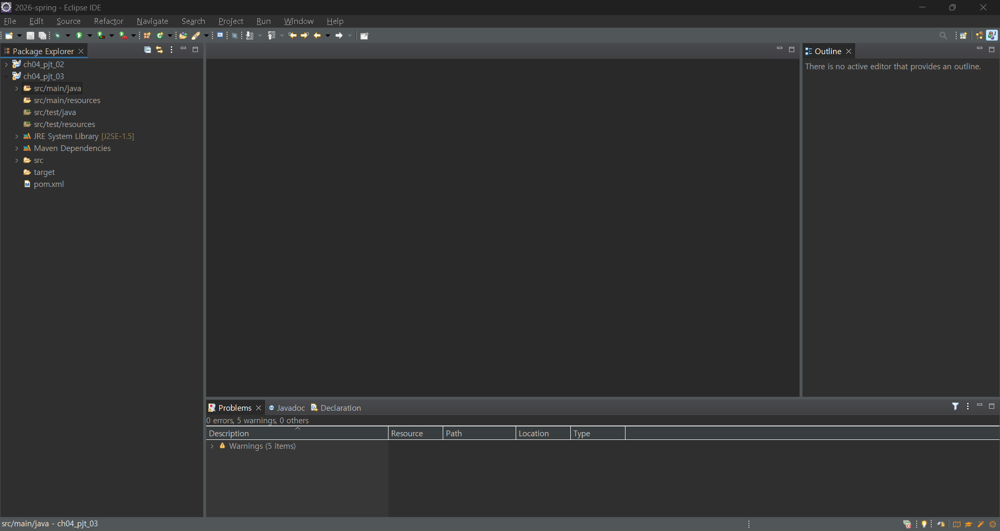 2026-spring - Eclipse IDE
File Edit Source Refactor Navigate Search Project Run Window Help
Package Explorer
Outline
ch04_pjt_02
There is no active editor that provides an outline.
ch04_pjt_03
src/main/java
src/main/resources
src/test/java
src/test/resources
JRE System Library [J2SE-1.5]
Maven Dependencies
src
target
pom.xml
Problems Javadoc Declaration
0 errors, 5 warnings, 0 others
Description Resource Path Location Type
Warnings (5 items)
src/main/java - ch04_pjt_03